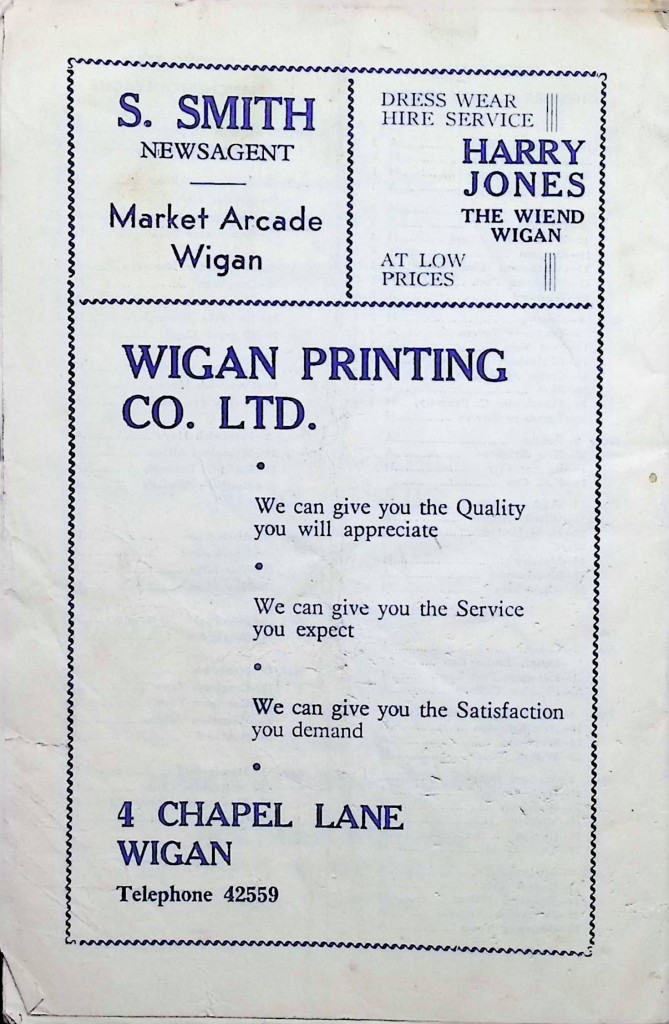 S. SMITH
NEWSAGENT
Market Arcade
Wigan
DRESS WEAR
HIRE SERVICE
HARRY
JONES
THE WIEND
WIGAN
AT LOW
PRICES
WIGAN PRINTING
CO. LTD.
•
We can give you the Quality
you will appreciate
•
We can give you the Service
you expect
•
We can give you the Satisfaction
you demand
•
4 CHAPEL LANE
WIGAN
Telephone 42559